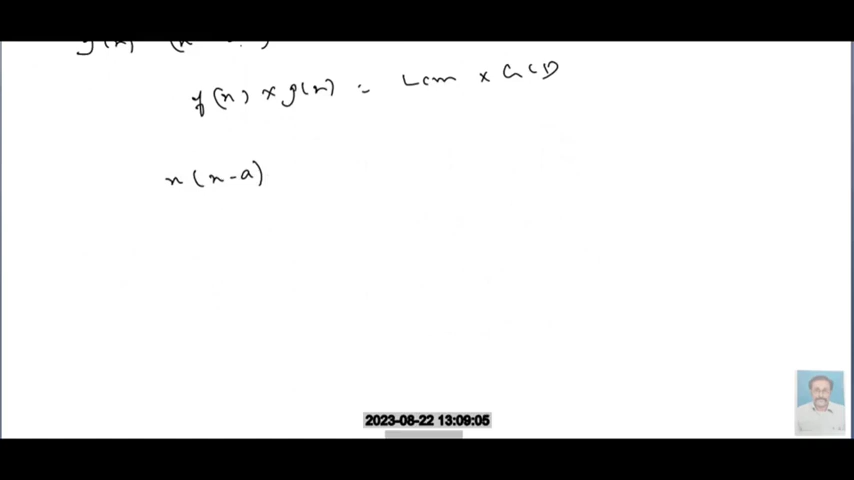 f(x) × g(x) = LCM × GCD
x(x-a)
2023-08-22 13:09:05